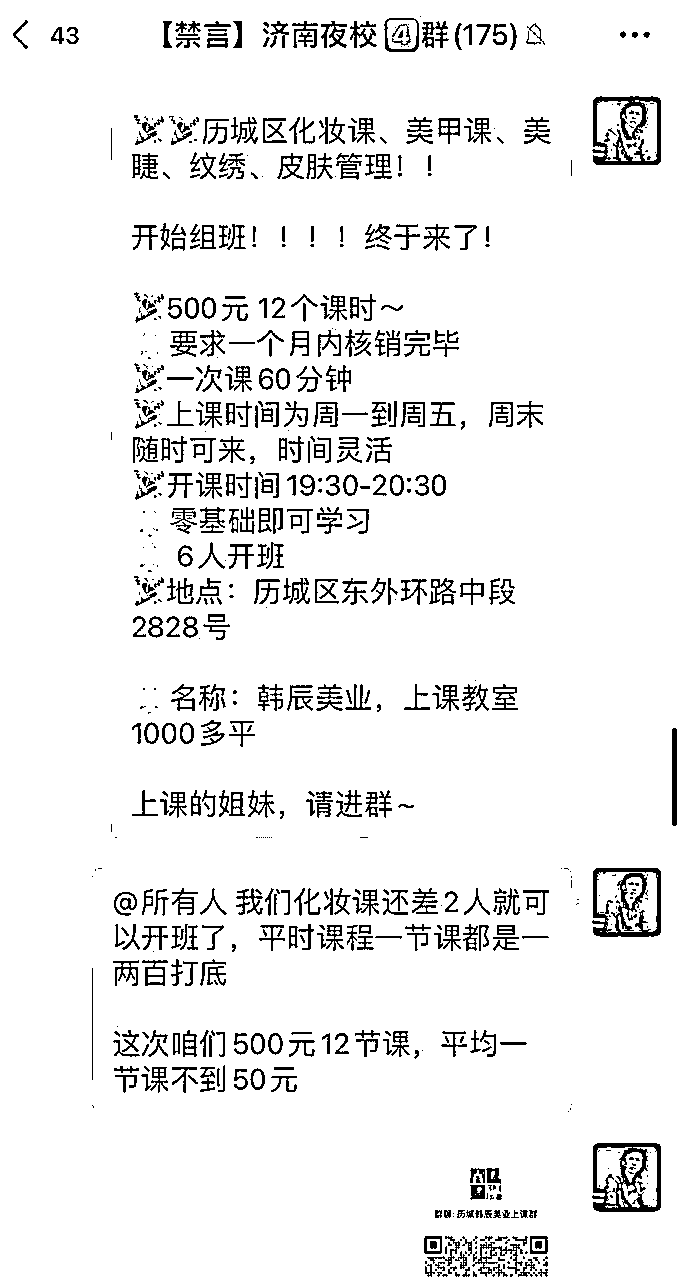 43 【禁言】济南夜校4群(175)
历城区化妆课、美甲课、美
睫、纹绣、皮肤管理！！
开始组班！！！！终于来了！
500元 12个课时～
要求一个月内核销完毕
一次课60分钟
上课时间为周一到周五，周末
随时可来，时间灵活
开课时间19:30-20:30
零基础即可学习
6人开班
地点：历城区东外环路中段
2828号
名称：韩辰美业，上课教室
1000多平
上课的姐妹，请进群~
@所有人 我们化妆课还差2人就可
以开班了，平时课程一节课都是一
两百打底
这次咱们500元12节课，平均一
节课不到50元
群聊：历城韩辰美业上课群